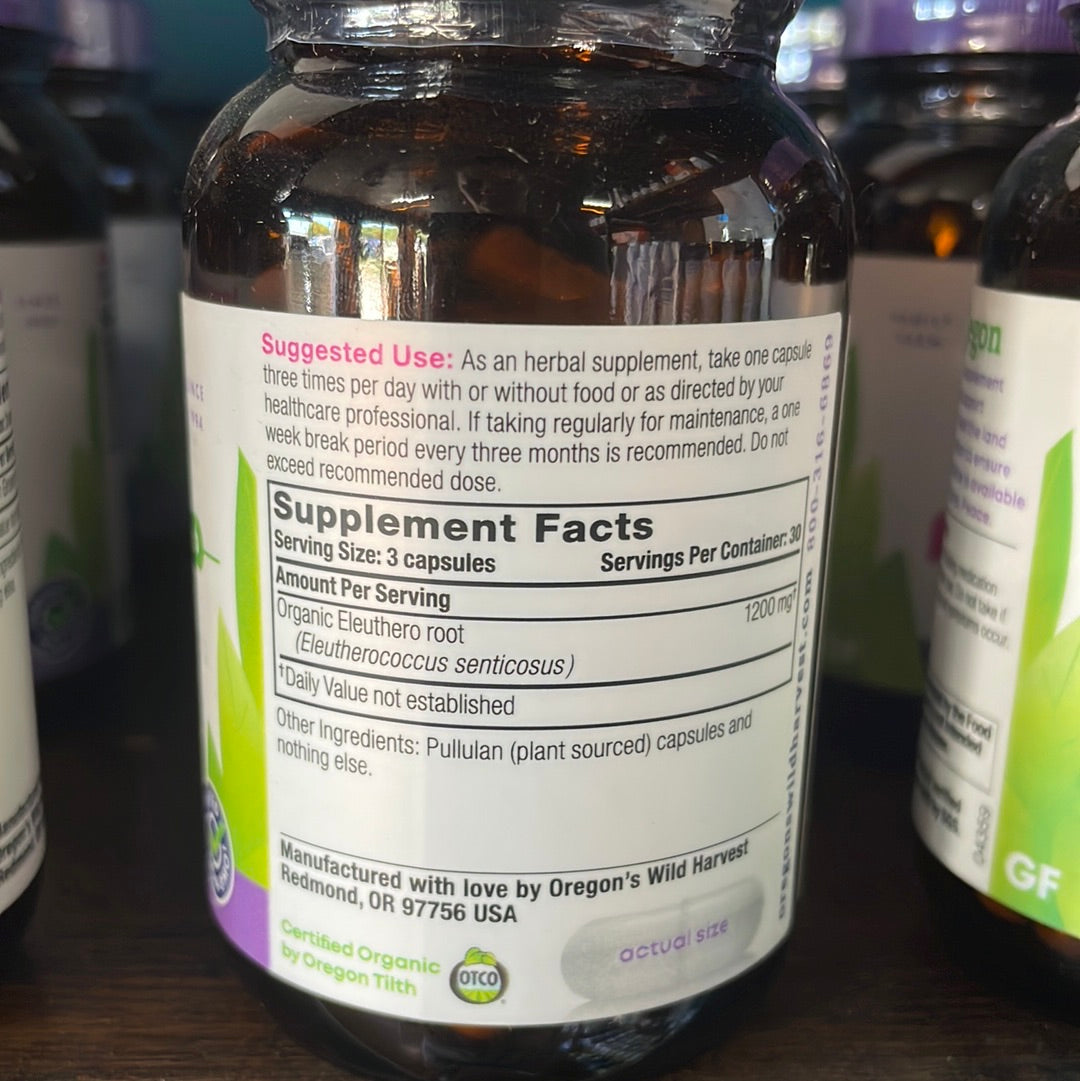 Suggested Use: As an herbal supplement, take one capsule
three times per day with or without food or as directed by your
healthcare professional. If taking regularly for maintenance, a one
week break period every three months is recommended. Do not
exceed recommended dose.
Supplement Facts
Serving Size: 3 capsules Servings Per Container: 30
Amount Per Serving
Organic Eleuthero root 1200 mg†
(Eleutherococcus senticosus)
†Daily Value not established
Other Ingredients: Pullulan (plant sourced) capsules and
nothing else.
Manufactured with love by Oregon's Wild Harvest
Redmond, OR 97756 USA
Certified Organic
by Oregon Tilth
OTCO
actual size
oregonswildharvest.com 800-316-6869
GF